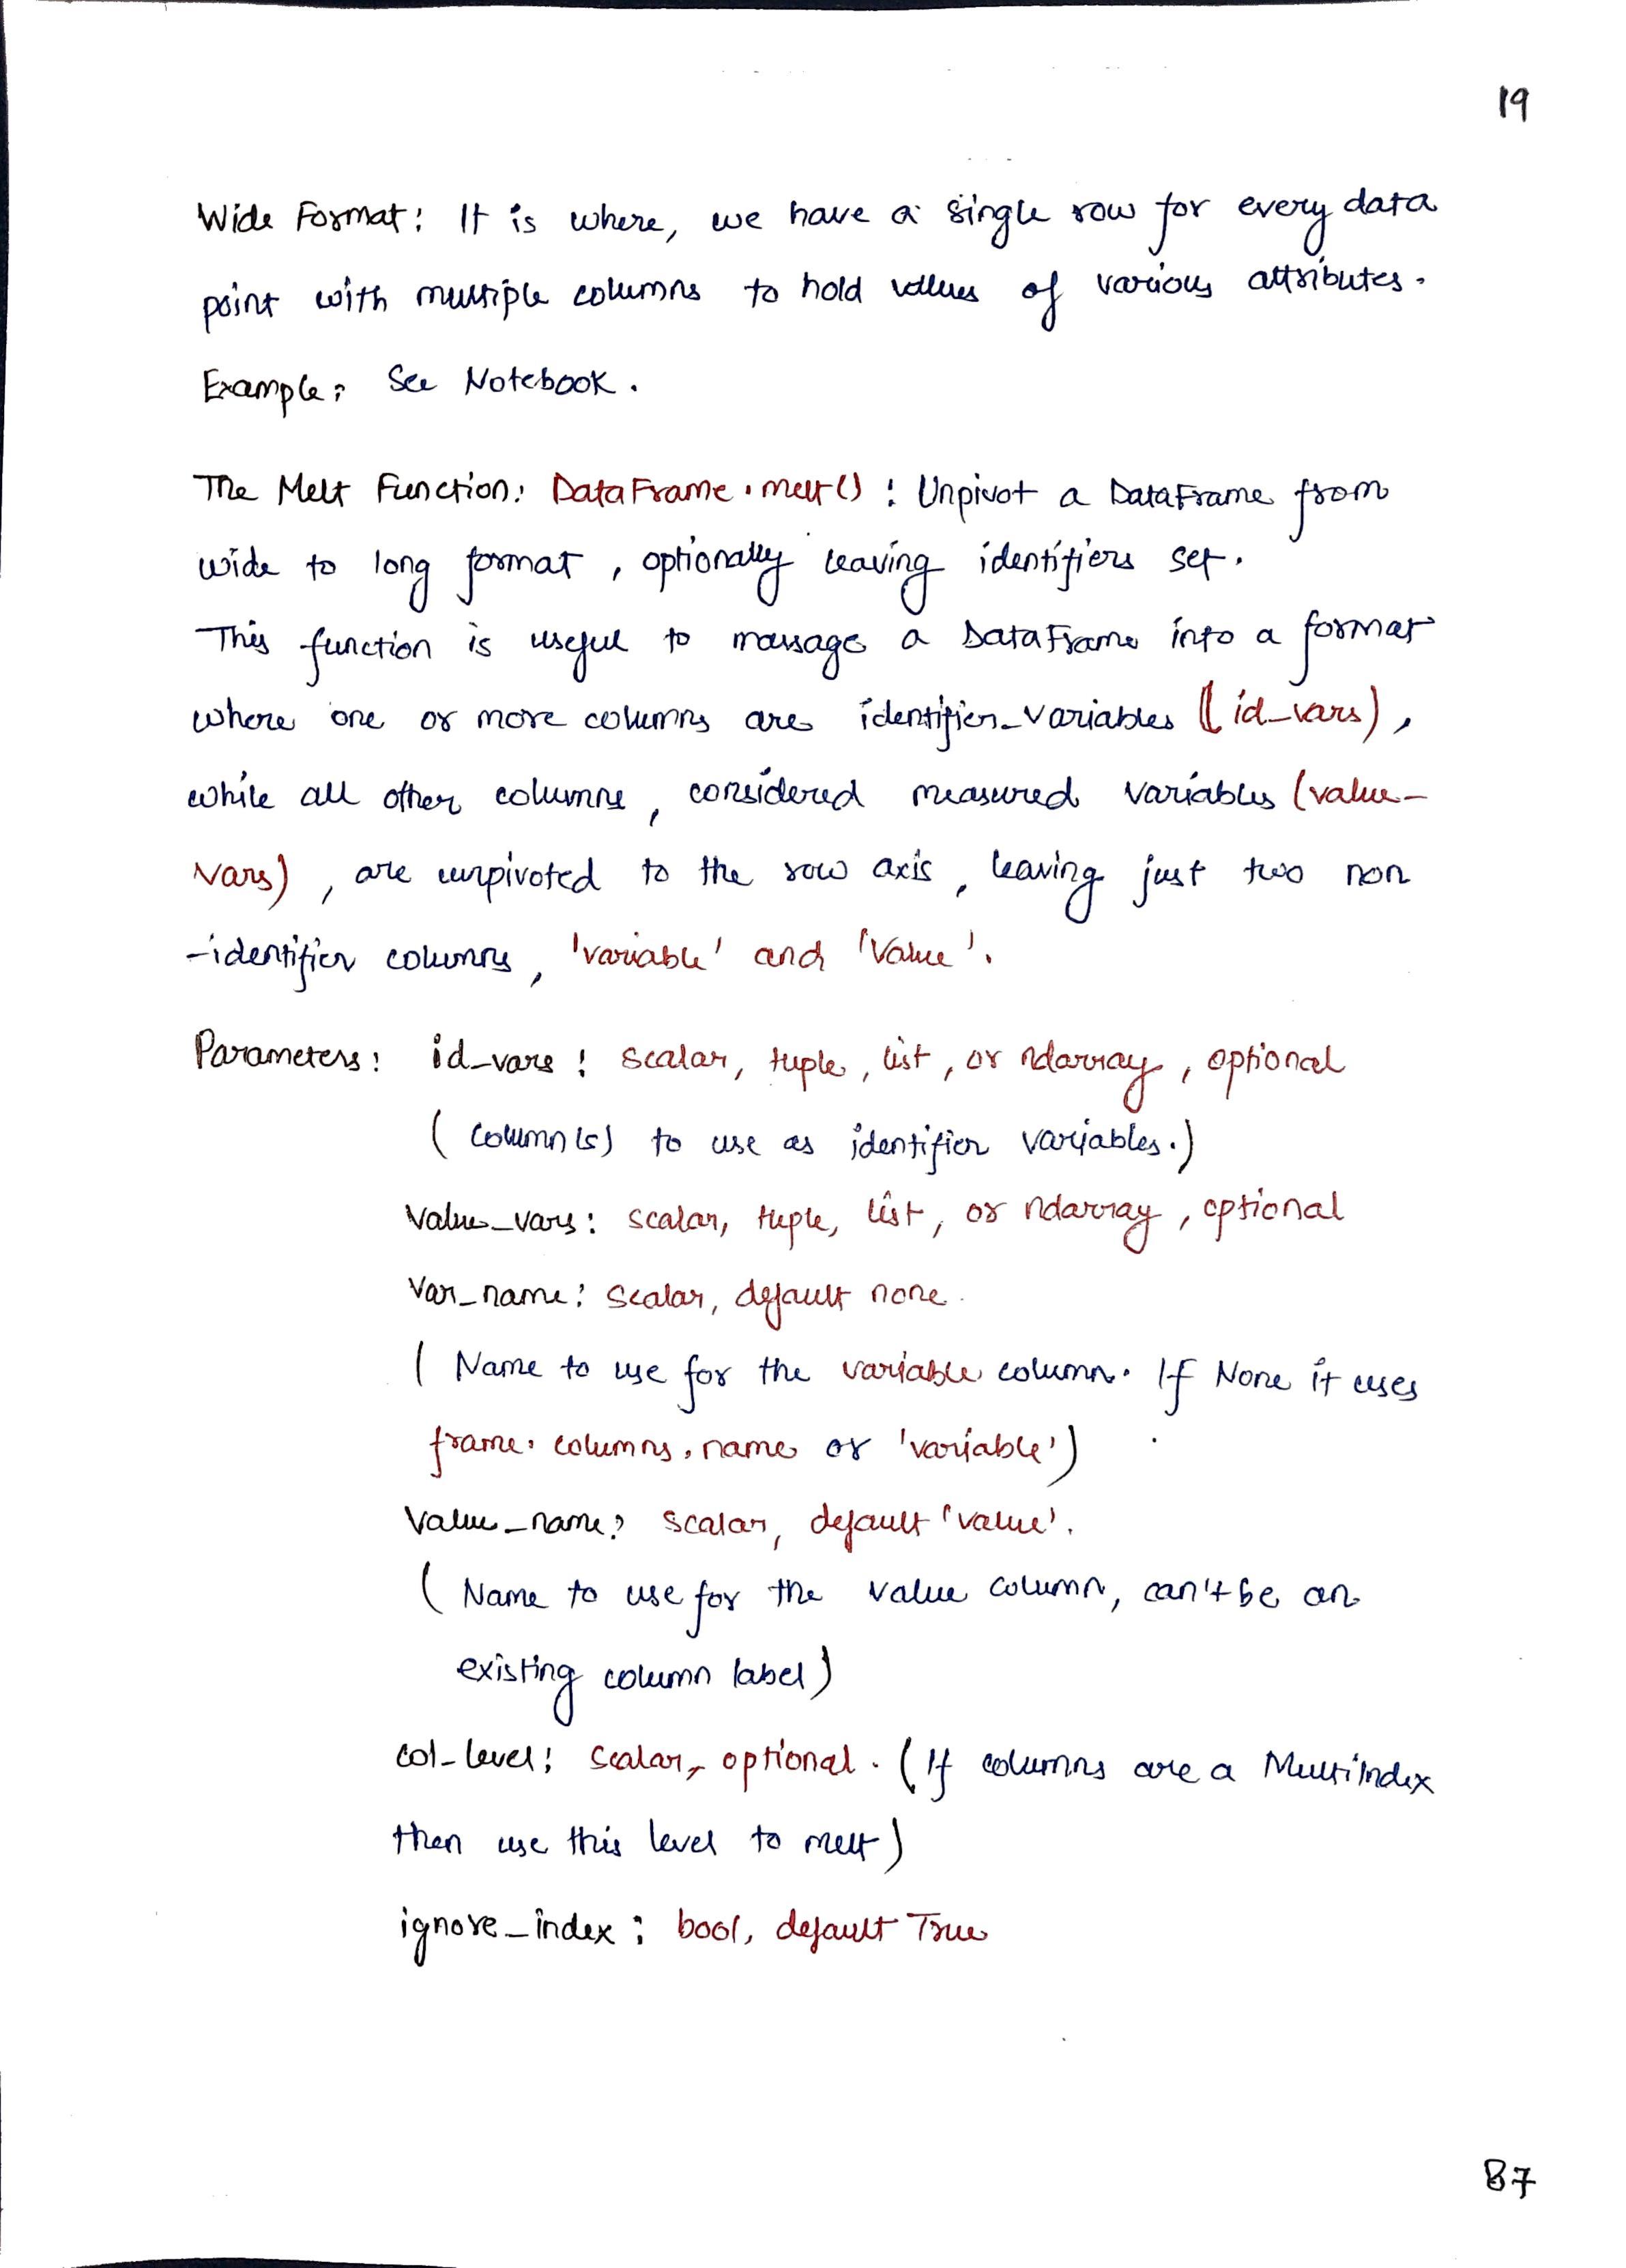 19
Wide Format: It is where, we have a single row for every data
point with multiple columns to hold values of various attributes.
Example: See Notebook.
The Melt Function: DataFrame.melt() : Unpivot a DataFrame from
wide to long format, optionally leaving identifiers set.
This function is useful to massage a DataFrame into a format
where one or more columns are identifier_variables (id_vars),
while all other columns, considered measured variables (value_
vars), are unpivoted to the row axis, leaving just two non
-identifier columns, 'variable' and 'value'.
Parameters: id_vars: scalar, tuple, list, or ndarray, optional
(column(s) to use as identifier variables.)
value_vars: scalar, tuple, list, or ndarray, optional
var_name: scalar, default none.
(Name to use for the variable column. If None it uses
frame.columns.name or 'variable')
value_name: scalar, default 'value'.
(Name to use for the value column, can't be an
existing column label)
col_level: scalar, optional. (If columns are a MultiIndex
then use this level to melt)
ignore_index: bool, default True
87